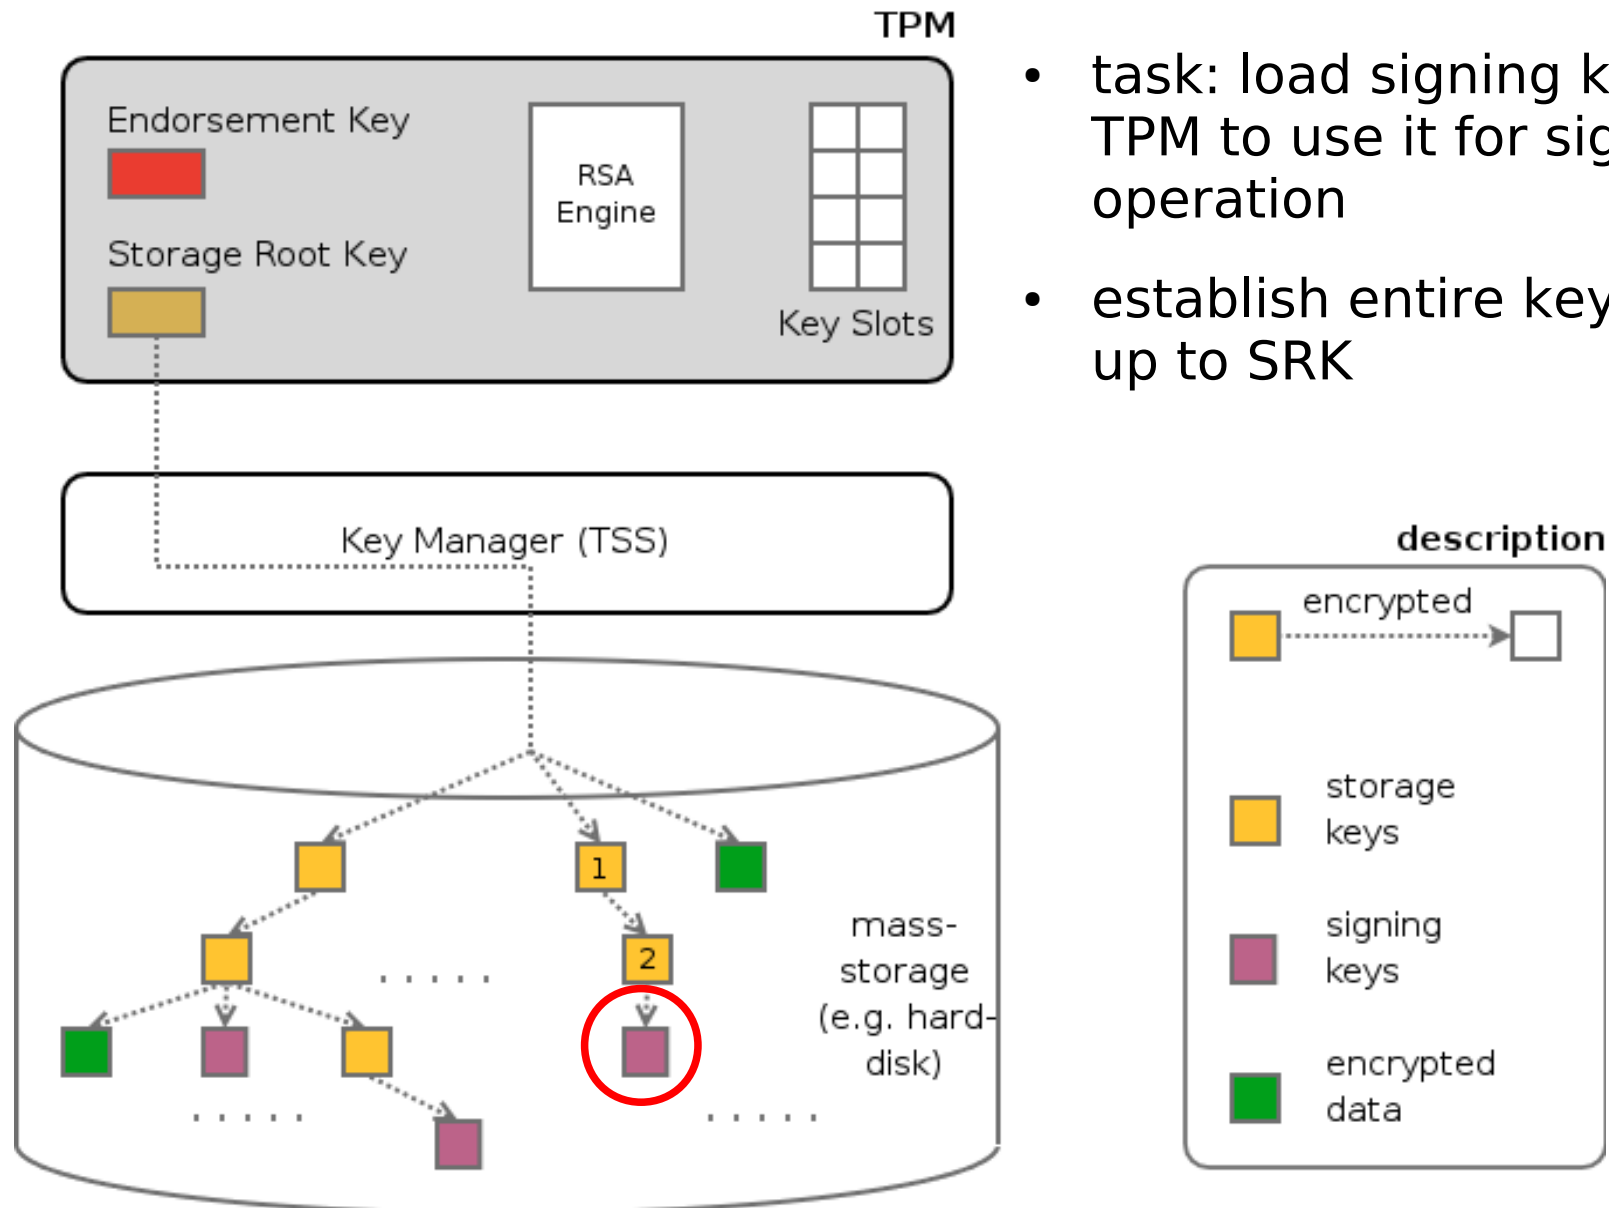 TPM
Endorsement Key
Storage Root Key
RSA
Engine
Key Slots
• task: load signing
TPM to use it for
operation
• establish entire key
up to SRK
Key Manager (TSS)
description
encrypted
storage
keys
signing
keys
encrypted
data
1
2
mass-
storage
(e.g. hard-
disk)
. . . . .
. . . . .
. . . . .